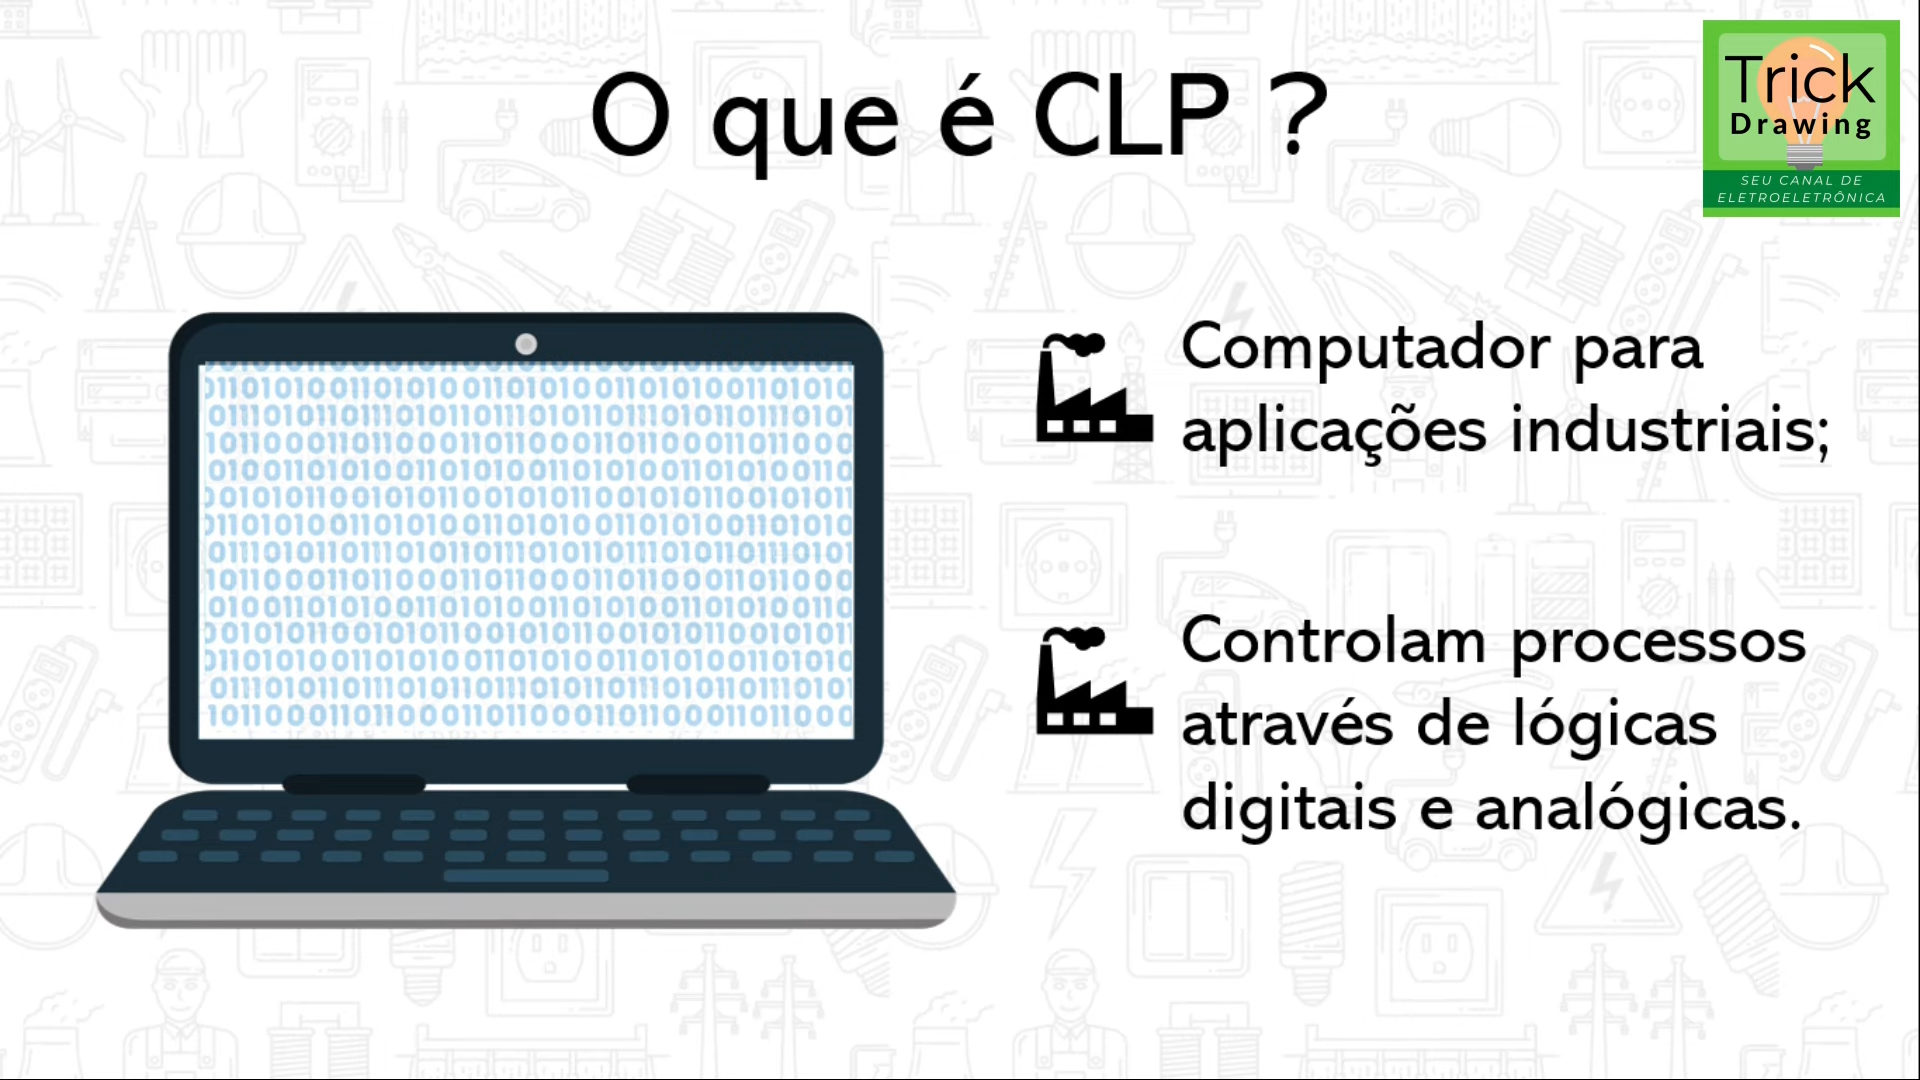 O que é CLP ?
Trick
Drawing
SEU CANAL DE
ELETROELETRÔNICA
Computador para
aplicações industriais;
Controlam processos
através de lógicas
digitais e analógicas.